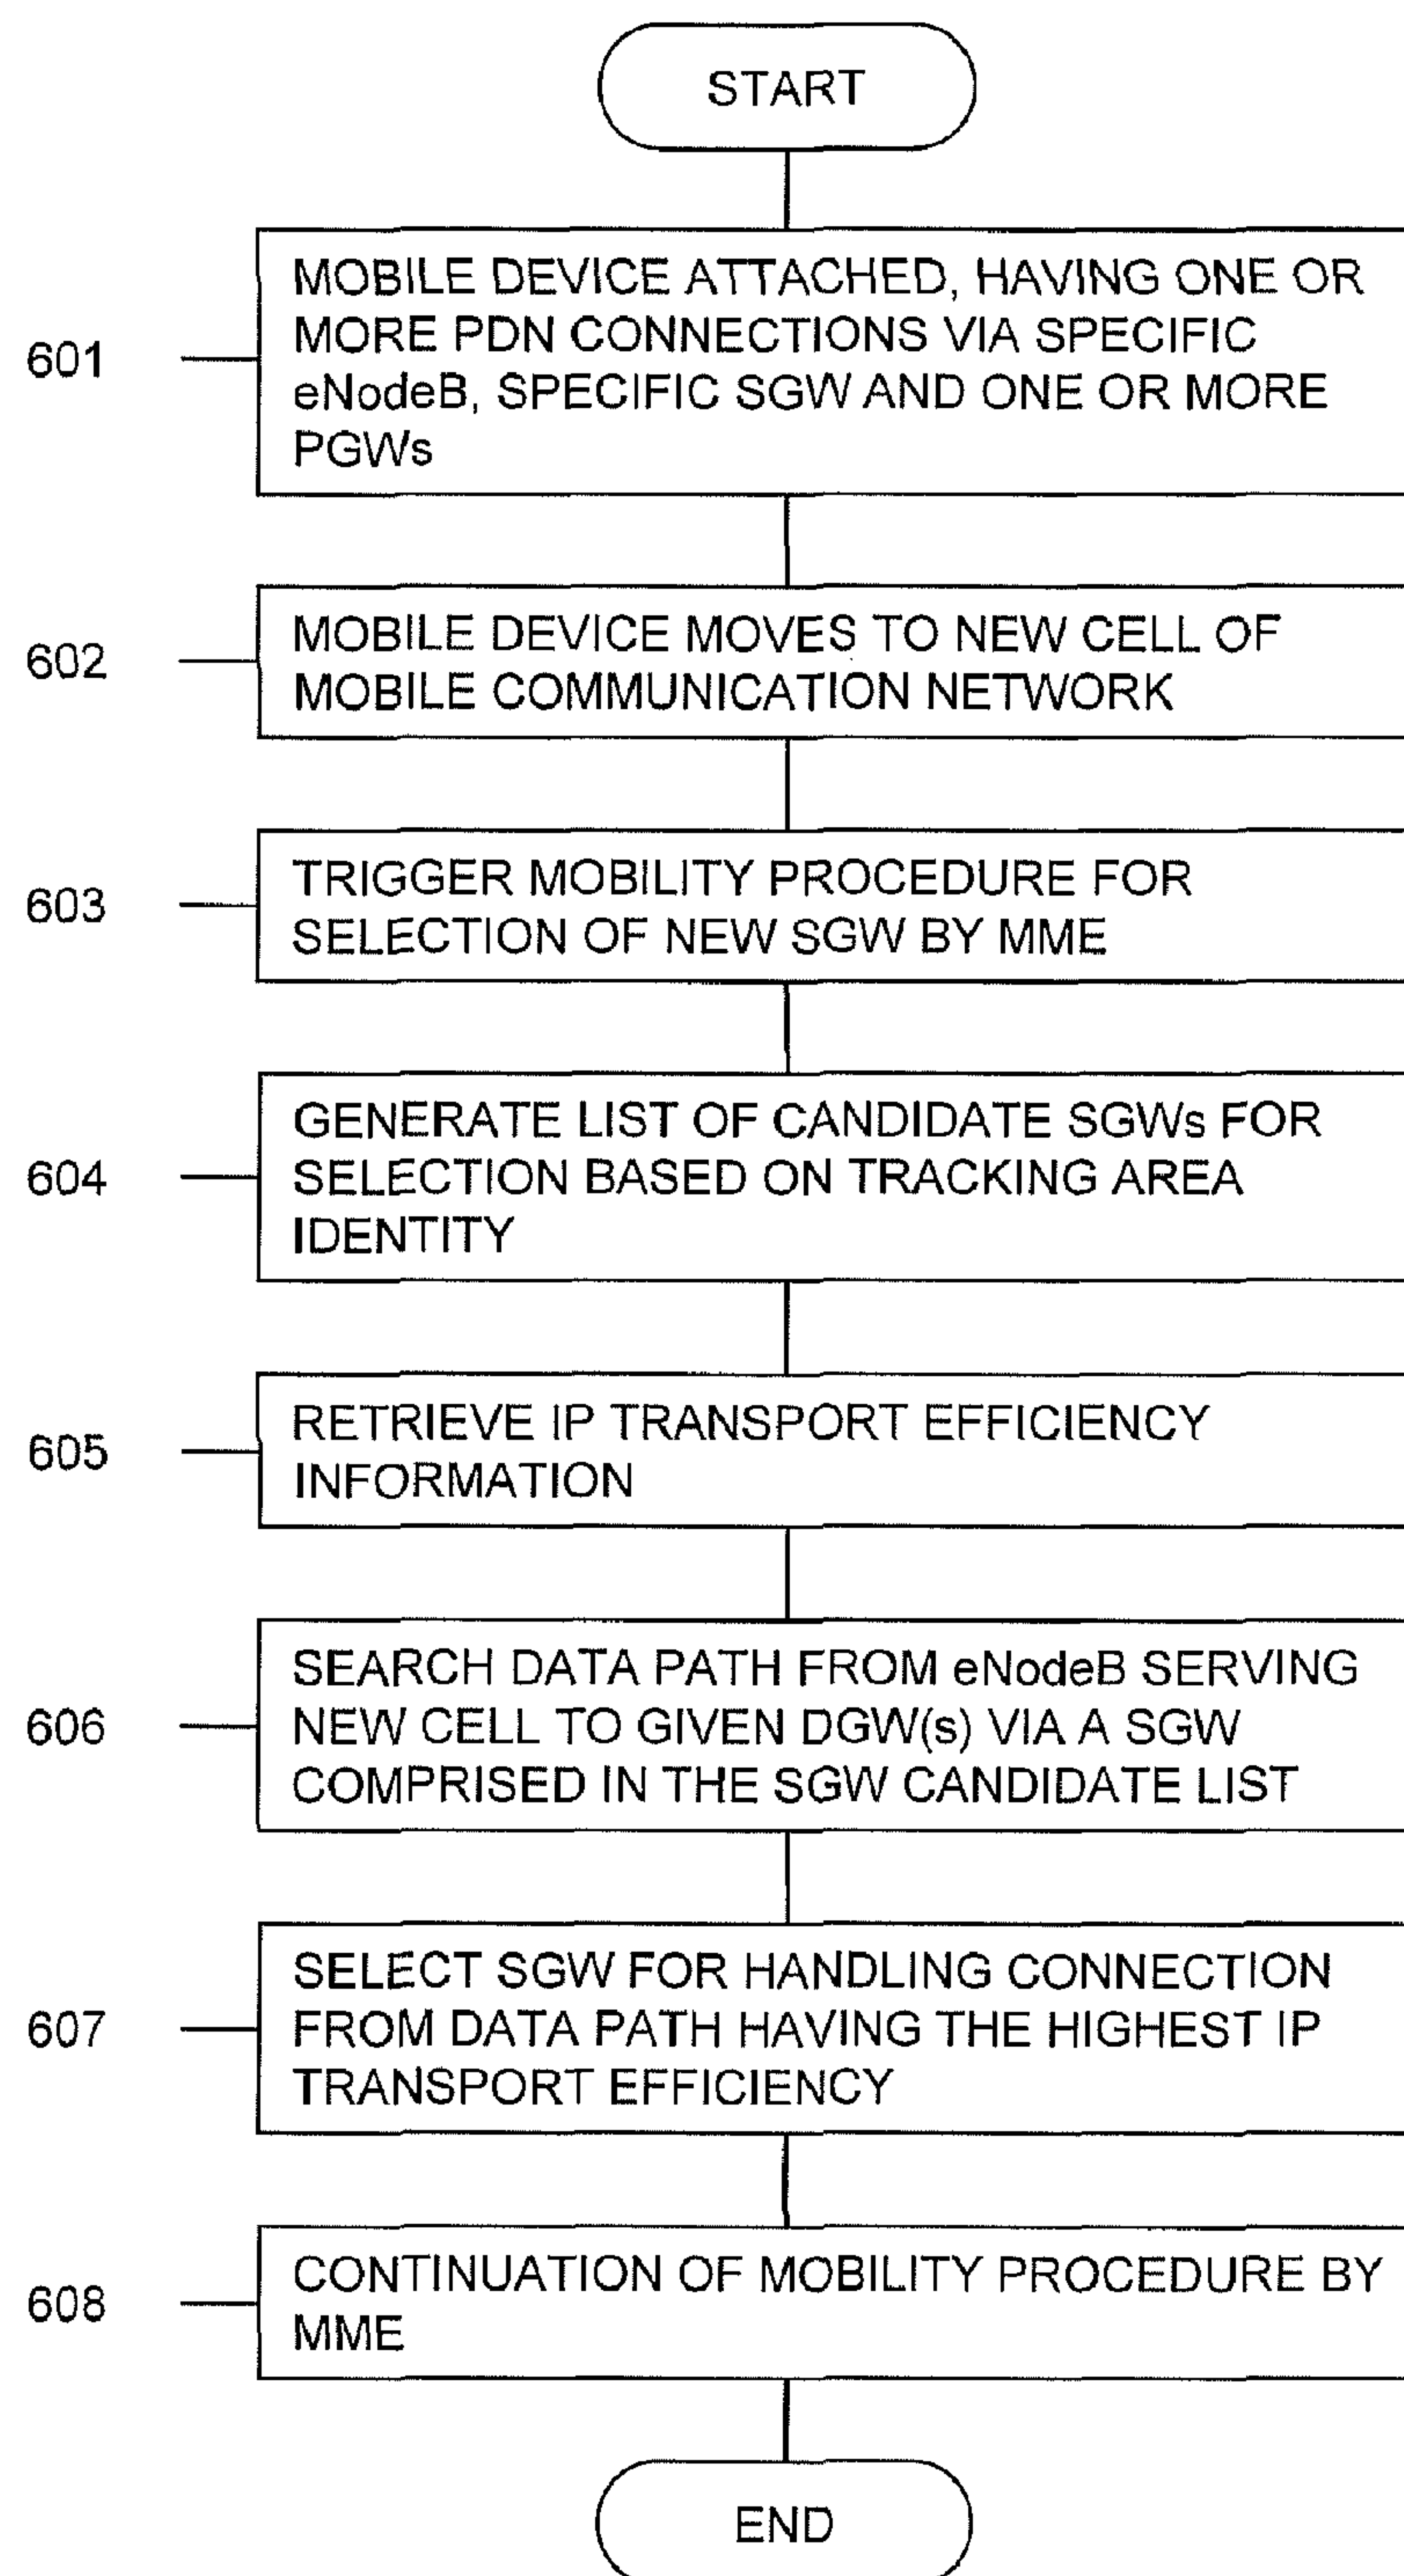 START
601
MOBILE DEVICE ATTACHED, HAVING ONE OR
MORE PDN CONNECTIONS VIA SPECIFIC
eNodeB, SPECIFIC SGW AND ONE OR MORE
PGWs
602
MOBILE DEVICE MOVES TO NEW CELL OF
MOBILE COMMUNICATION NETWORK
603
TRIGGER MOBILITY PROCEDURE FOR
SELECTION OF NEW SGW BY MME
604
GENERATE LIST OF CANDIDATE SGWs FOR
SELECTION BASED ON TRACKING AREA
IDENTITY
605
RETRIEVE IP TRANSPORT EFFICIENCY
INFORMATION
606
SEARCH DATA PATH FROM eNodeB SERVING
NEW CELL TO GIVEN DGW(s) VIA A SGW
COMPRISED IN THE SGW CANDIDATE LIST
607
SELECT SGW FOR HANDLING CONNECTION
FROM DATA PATH HAVING THE HIGHEST IP
TRANSPORT EFFICIENCY
608
CONTINUATION OF MOBILITY PROCEDURE BY
MME
END